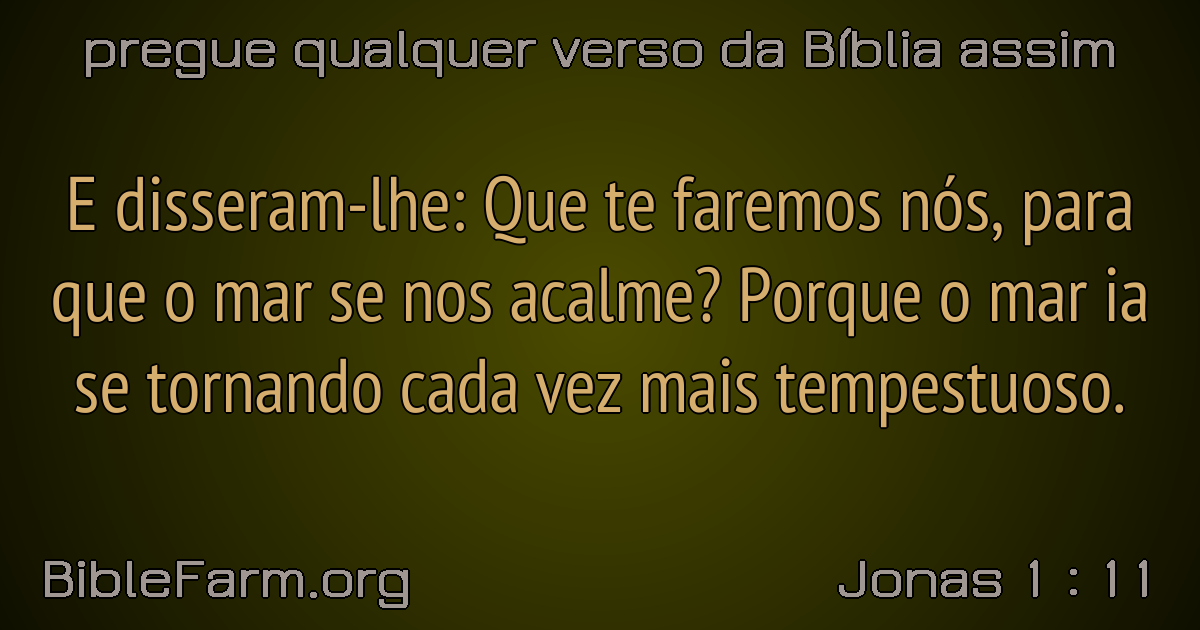 pregue qualquer verso da Bíblia assim
E disseram-lhe: Que te faremos nós, para
que o mar se nos acalme? Porque o mar ia
se tornando cada vez mais tempestuoso.
BibleFarm.org
Jonas 1 : 11